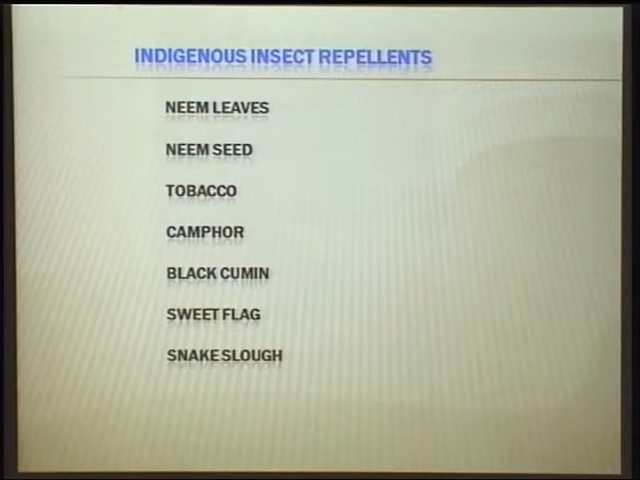 INDIGENOUS INSECT REPELLENTS
NEEM LEAVES
NEEM SEED
TOBACCO
CAMPHOR
BLACK CUMIN
SWEET FLAG
SNAKE SLOUGH